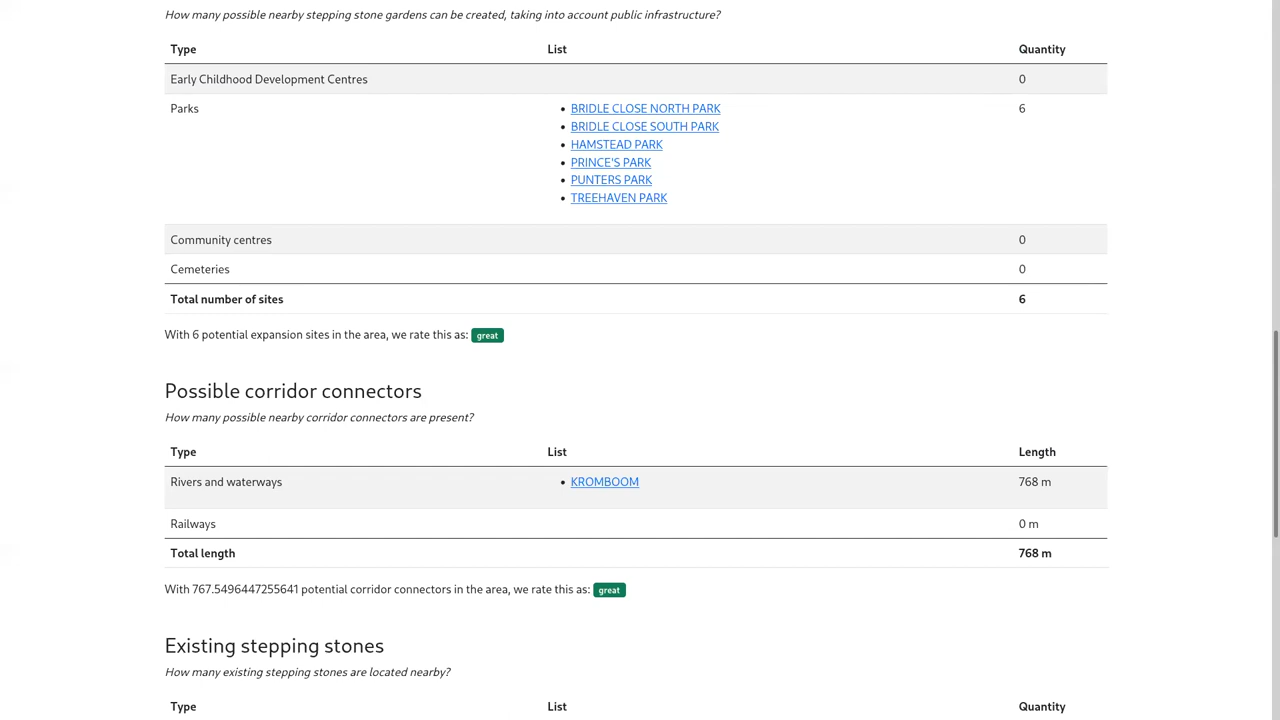 How many possible nearby stepping stone gardens can be created, taking into account public infrastructure?
Type List Quantity
Early Childhood Development Centres 0
Parks • BRIDLE CLOSE NORTH PARK 6
• BRIDLE CLOSE SOUTH PARK
• HAMSTEAD PARK
• PRINCE'S PARK
• PUNTERS PARK
• TREEHAVEN PARK
Community centres 0
Cemeteries 0
Total number of sites 6
With 6 potential expansion sites in the area, we rate this as: great
Possible corridor connectors
How many possible nearby corridor connectors are present?
Type List Length
Rivers and waterways • KROMBOOM 768 m
Railways 0 m
Total length 768 m
With 767.5496447255641 potential corridor connectors in the area, we rate this as: great
Existing stepping stones
How many existing stepping stones are located nearby?
Type List Quantity